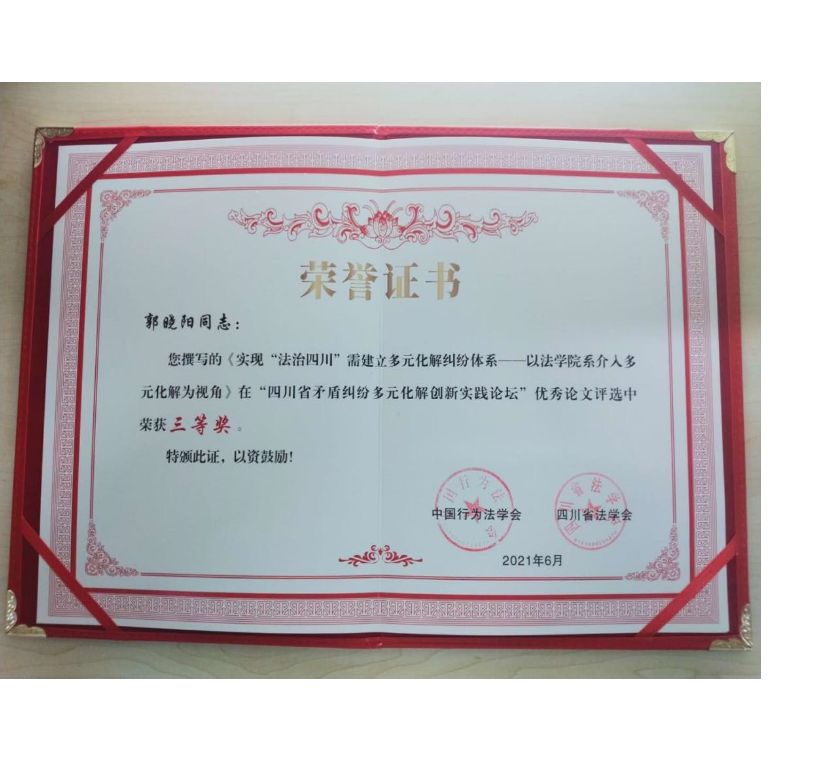 荣誉证书
郭晓阳同志：
您撰写的《实现“法治四川”需建立多元化解纠纷体系——以法学院系介入多
元化解为视角》在“四川省矛盾纠纷多元化解创新实践论坛”优秀论文评选中
荣获三等奖。
特颁此证，以资鼓励！
中国行为法学会 四川省法学会
2021年6月